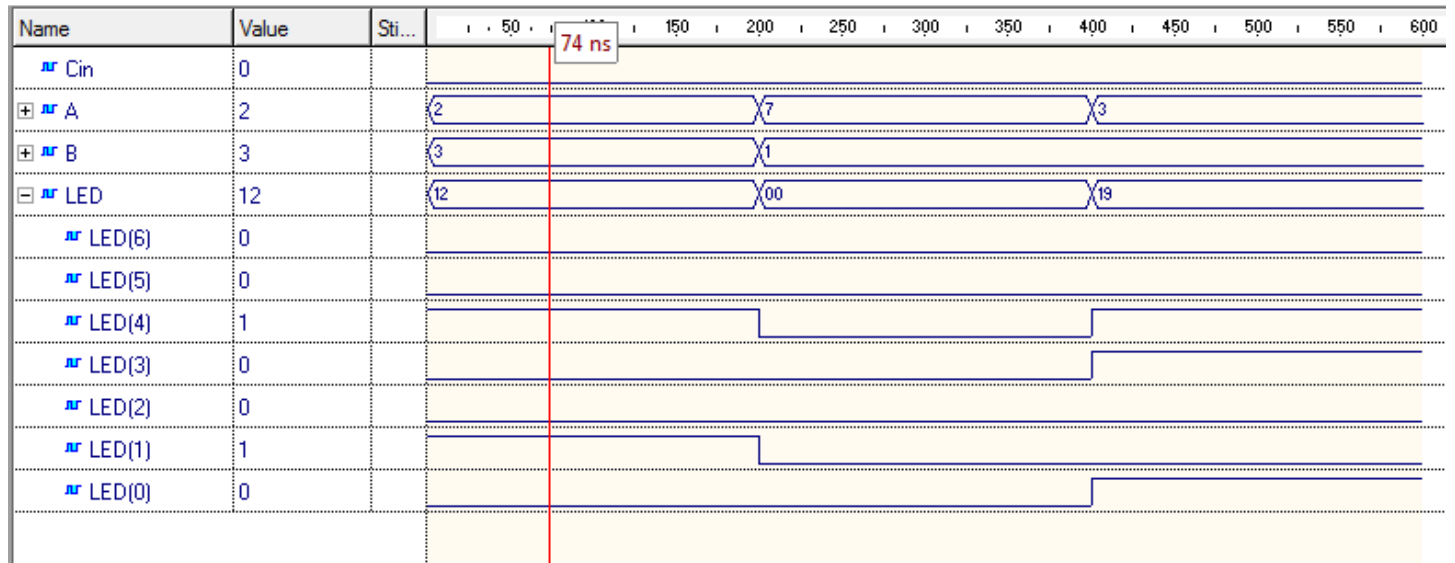 Name Value Sti... 50 150 200 250 300 350 400 450 500 550 600
74 ns
Cin 0
A 2 2 7 3
B 3 3 1
LED 12 12 00 19
LED(6) 0
LED(5) 0
LED(4) 1
LED(3) 0
LED(2) 0
LED(1) 1
LED(0) 0